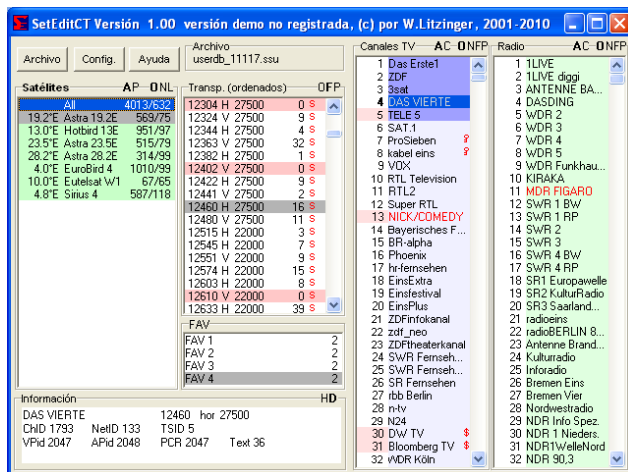 SetEditCT Versión 1.00 versión demo no registrada, (c) por W.Litzinger, 2001-2010
Archivo Config. Ayuda
Archivo
userdb_11117.ssu
Satélites AP ONL
All 4013/632
19.2°E Astra 19.2E 569/75
13.0°E Hotbird 13E 951/97
23.5°E Astra 23.5E 515/79
28.2°E Astra 28.2E 314/99
4.0°E EuroBird 4 1010/99
10.0°E Eutelsat W1 67/65
4.8°E Sirius 4 587/118
Transp. (ordenados) OFP
12304 H 27500 0 S
12324 V 27500 9 S
12344 H 27500 4 S
12363 V 27500 32 S
12382 H 27500 1 S
12402 V 27500 0 S
12422 H 27500 9 S
12441 V 27500 2 S
12460 H 27500 16 S
12480 V 27500 11 S
12515 H 22000 3 S
12545 H 22000 7 S
12551 V 22000 9 S
12574 H 22000 15 S
12603 H 22000 8 S
12610 V 22000 0 S
12633 H 22000 39 S
FAV
FAV 1 2
FAV 2 2
FAV 3 2
FAV 4 2
Canales TV AC ONFP
1 Das Erste1
2 ZDF
3 3sat
4 DAS VIERTE
5 TELE 5
6 SAT.1
7 ProSieben
8 kabel eins
9 VOX
10 RTL Television
11 RTL2
12 Super RTL
13 NICK/COMEDY
14 Bayerisches F...
15 BR-alpha
16 Phoenix
17 hr-fernsehen
18 EinsExtra
19 Einsfestival
20 EinsPlus
21 ZDFinfokanal
22 zdf_neo
23 ZDFtheaterkanal
24 SWR Fernseh...
25 SWR Fernseh...
26 SR Fernsehen
27 rbb Berlin
28 n-tv
29 N24
30 DW TV $
31 Bloomberg TV $
32 WDR Köln
Radio AC ONFP
1 1LIVE
2 1LIVE diggi
3 ANTENNE BA...
4 DASDING
5 WDR 2
6 WDR 3
7 WDR 4
8 WDR 5
9 WDR Funkhau...
10 KIRAKA
11 MDR FIGARO
12 SWR 1 BW
13 SWR 1 RP
14 SWR 2
15 SWR 3
16 SWR 4 BW
17 SWR 4 RP
18 SR1 Europawelle
19 SR2 KulturRadio
20 SR3 Saarland...
21 radioeins
22 radioBERLIN 8...
23 Antenne Brand...
24 Kulturradio
25 Inforadio
26 Bremen Eins
27 Bremen Vier
28 Nordwestradio
29 NDR Info Spez.
30 NDR 1 Nieders.
31 NDR1WelleNord
32 NDR 90,3
Información HD
DAS VIERTE 12460 hor 27500
ChID 1793 NetID 133 TSID 5
VPid 2047 APid 2048 PCR 2047 Text 36